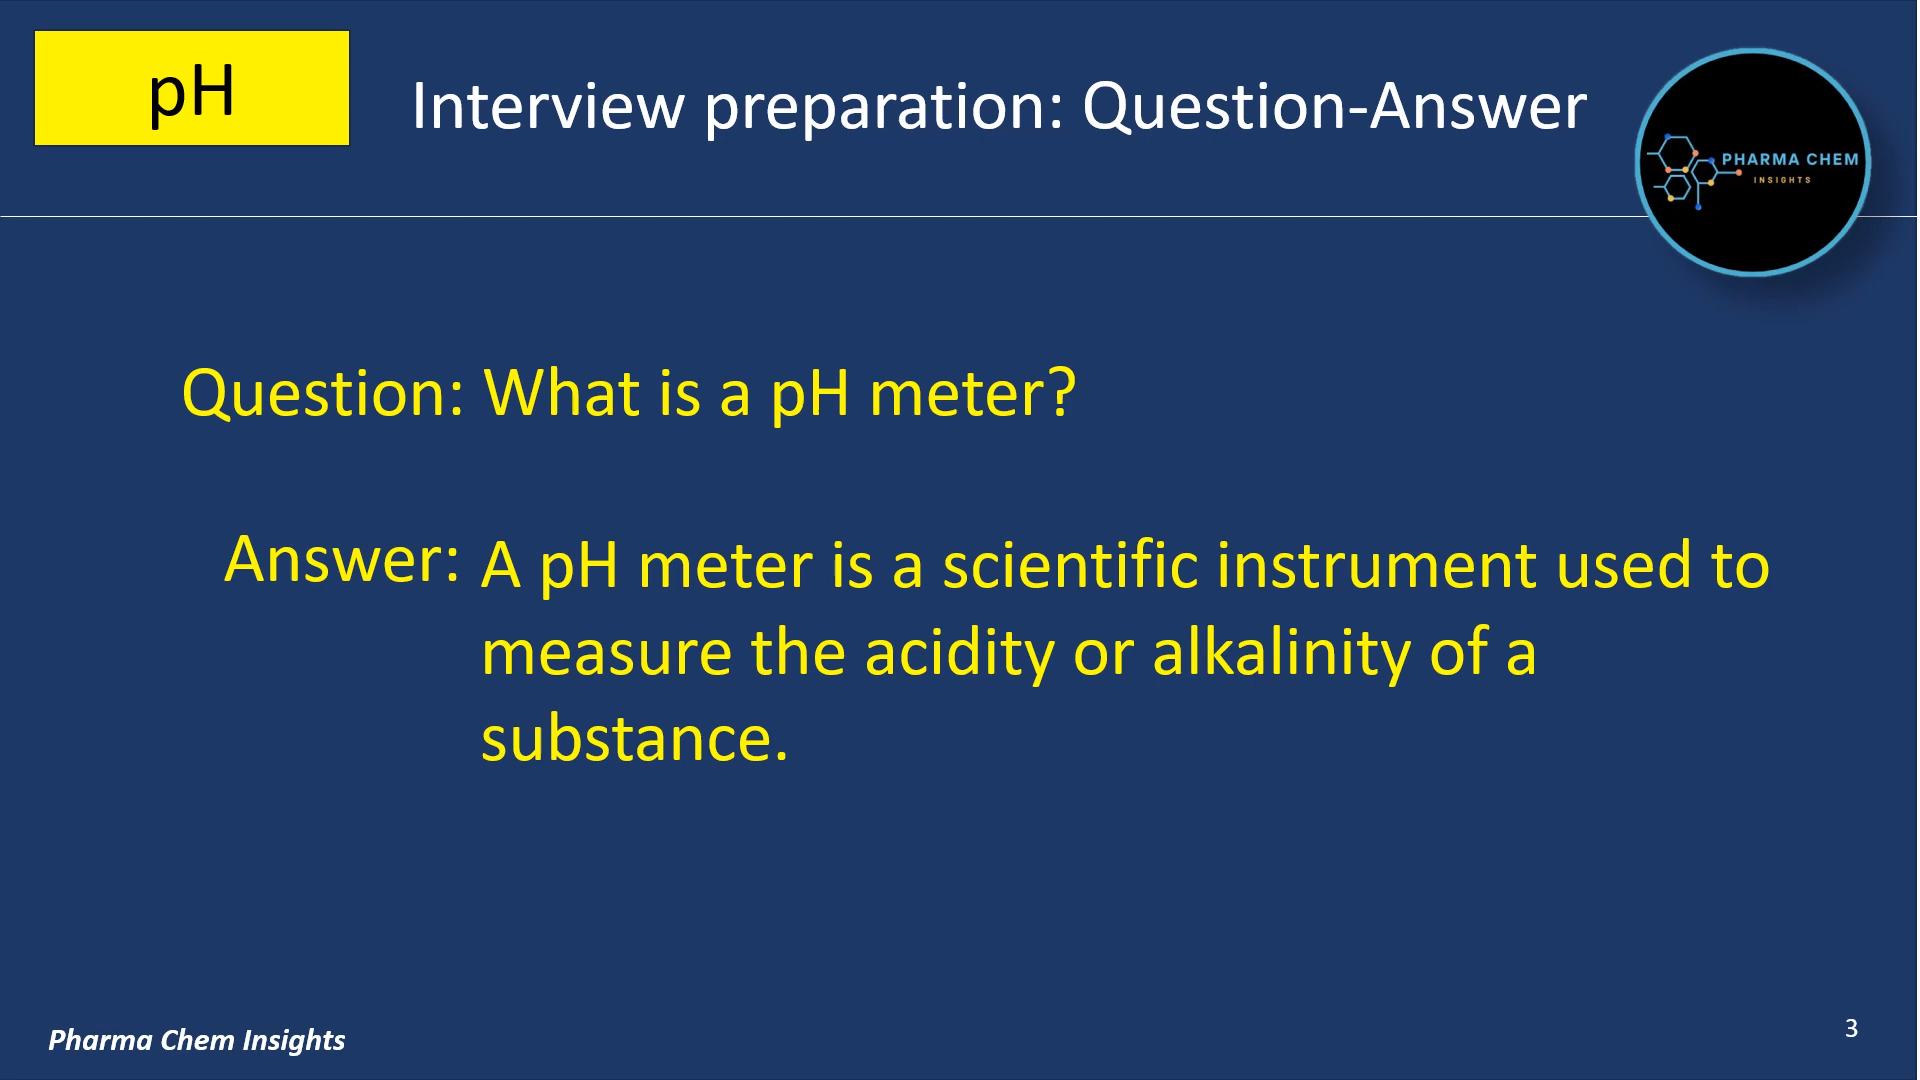 pH
Interview preparation: Question-Answer
PHARMA CHEM
INSIGHTS
Question: What is a pH meter?
Answer: A pH meter is a scientific instrument used to
measure the acidity or alkalinity of a
substance.
Pharma Chem Insights
3